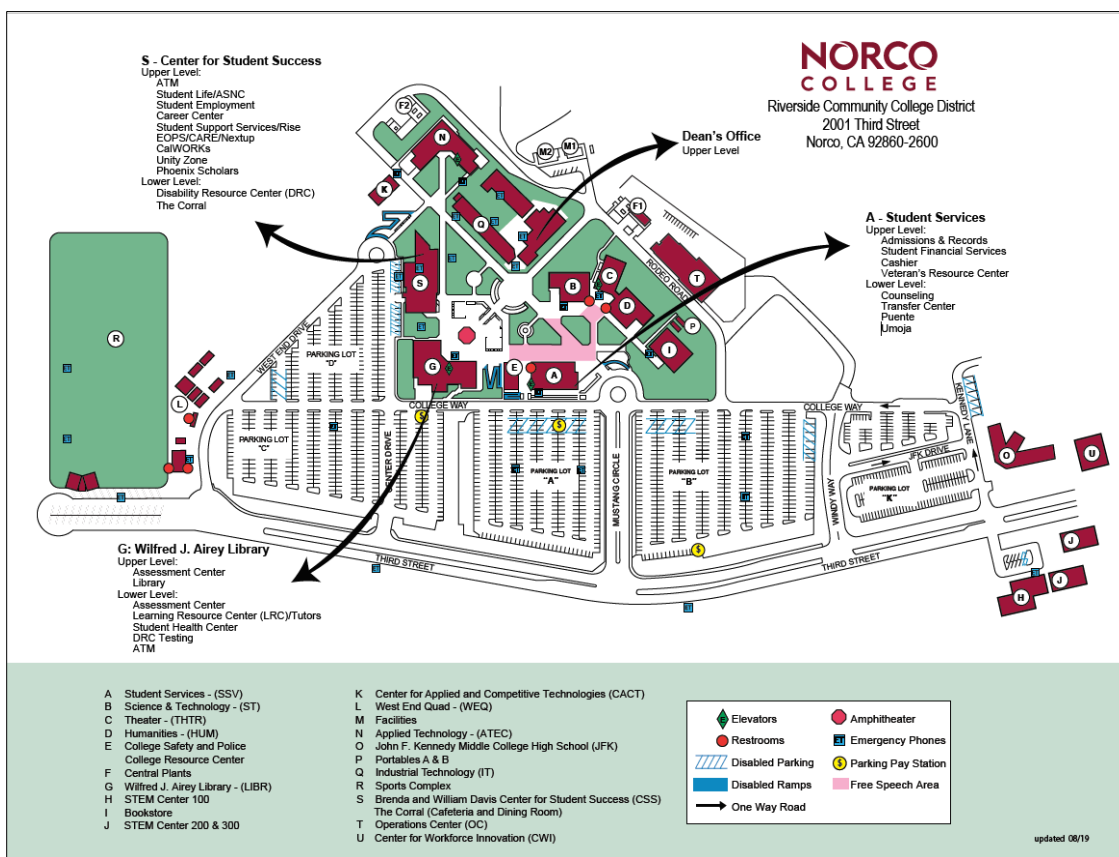 NORCO
COLLEGE
Riverside Community College District
2001 Third Street
Norco, CA 92860-2600
S - Center for Student Success
Upper Level:
ATM
Student Life/ASNC
Student Employment
Career Center
Student Support Services/Rise
EOPS/CARE/Nextup
CalWORKs
Unity Zone
Phoenix Scholars
Lower Level:
Disability Resource Center (DRC)
The Corral
Dean's Office
Upper Level
A - Student Services
Upper Level:
Admissions & Records
Student Financial Services
Cashier
Veteran's Resource Center
Lower Level:
Counseling
Transfer Center
Puente
Umoja
F2
N
M2
M1
K
Q
F1
S
B
C
D
T
RODEO ROAD
P
I
R
L
G
E
A
WEST END DRIVE
PARKING LOT
"D"
COLLEGE WAY
PARKING LOT
"C"
CENTER DRIVE
PARKING LOT
"A"
MUSTANG CIRCLE
PARKING LOT
"B"
WINDY WAY
COLLEGE WAY
KENNEDY LANE
JFK DRIVE
PARKING LOT
"K"
O
U
J
J
H
THIRD STREET
THIRD STREET
G: Wilfred J. Airey Library
Upper Level:
Assessment Center
Library
Lower Level:
Assessment Center
Learning Resource Center (LRC)/Tutors
Student Health Center
DRC Testing
ATM
A Student Services - (SSV)
B Science & Technology - (ST)
C Theater - (THTR)
D Humanities - (HUM)
E College Safety and Police
College Resource Center
F Central Plants
G Wilfred J. Airey Library - (LIBR)
H STEM Center 100
I Bookstore
J STEM Center 200 & 300
K Center for Applied and Competitive Technologies (CACT)
L West End Quad - (WEQ)
M Facilities
N Applied Technology - (ATEC)
O John F. Kennedy Middle College High School (JFK)
P Portables A & B
Q Industrial Technology (IT)
R Sports Complex
S Brenda and William Davis Center for Student Success (CSS)
The Corral (Cafeteria and Dining Room)
T Operations Center (OC)
U Center for Workforce Innovation (CWI)
E Elevators
Restrooms
Disabled Parking
Disabled Ramps
One Way Road
Amphitheater
ET Emergency Phones
$ Parking Pay Station
Free Speech Area
updated 08/19